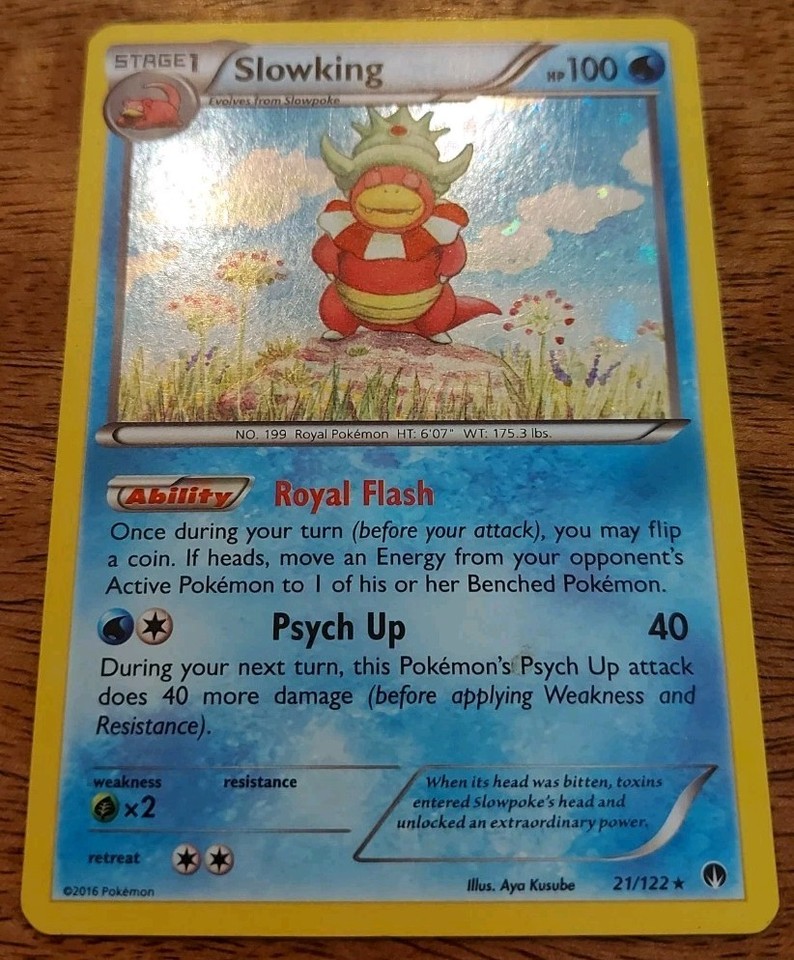 STAGE1 Slowking HP100
Evolves from Slowpoke
NO. 199 Royal Pokémon HT: 6'07" WT: 175.3 lbs.
Ability Royal Flash
Once during your turn (before your attack), you may flip
a coin. If heads, move an Energy from your opponent's
Active Pokémon to 1 of his or her Benched Pokémon.
Psych Up 40
During your next turn, this Pokémon's Psych Up attack
does 40 more damage (before applying Weakness and
Resistance).
weakness resistance
×2
When its head was bitten, toxins
entered Slowpoke's head and
unlocked an extraordinary power.
retreat
©2016 Pokémon
Illus. Aya Kusube 21/122 ★